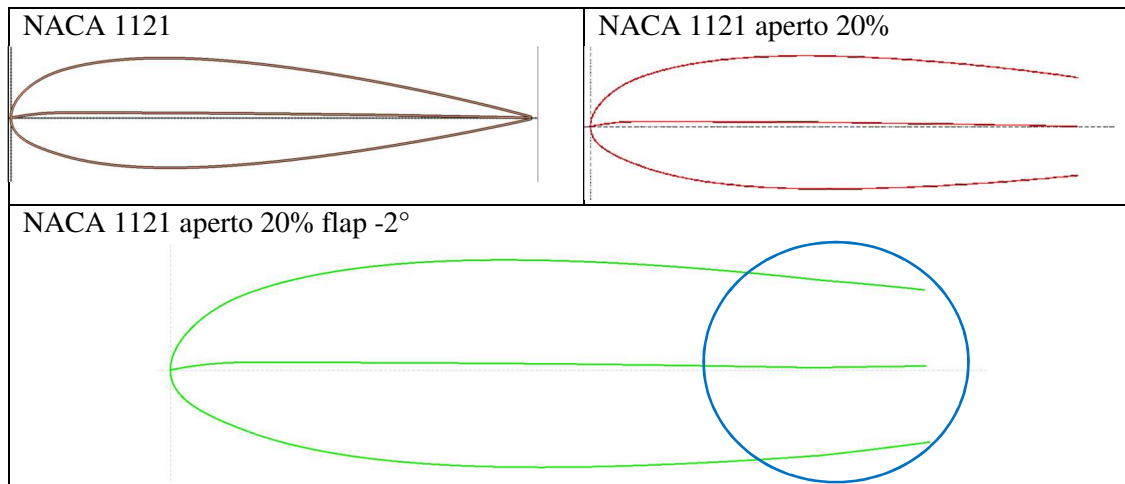 NACA 1121
NACA 1121 aperto 20%
NACA 1121 aperto 20% flap -2°